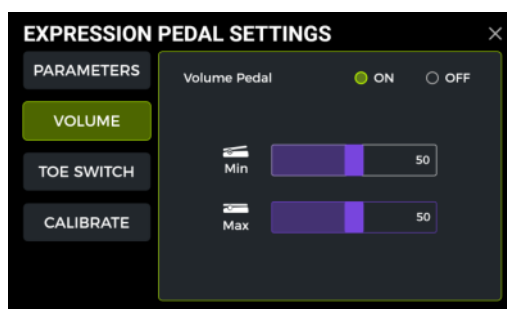 EXPRESSION PEDAL SETTINGS
PARAMETERS
VOLUME
TOE SWITCH
CALIBRATE
Volume Pedal ON OFF
Min 50
Max 50